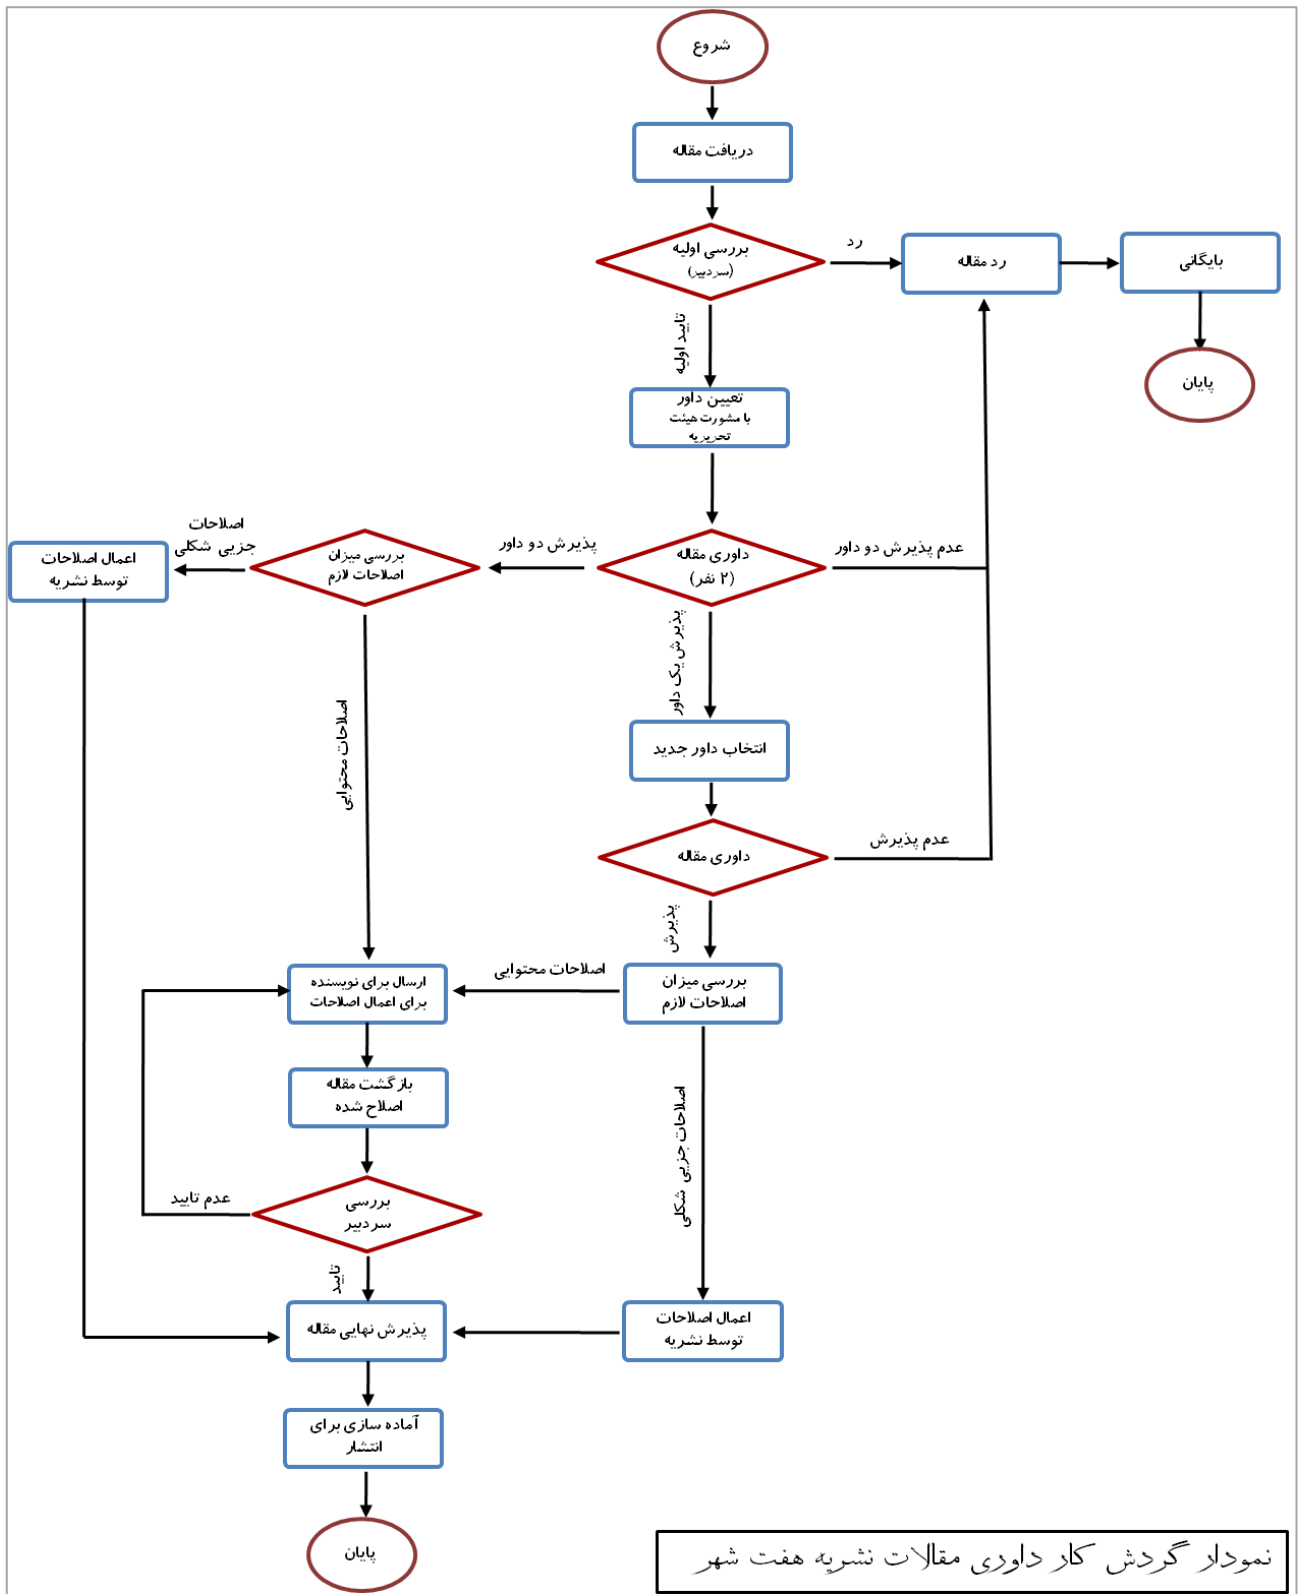 شروع
دریافت مقاله
بررسی اولیه
(سردبیر)
رد
رد مقاله
بایگانی
پایان
تایید اولیه
تعیین داور
با مشورت هیئت
تحریریه
داوری مقاله
(۲ نفر)
عدم پذیرش دو داور
پذیرش دو داور
بررسی میزان
اصلاحات لازم
اصلاحات
جزیی شکلی
اعمال اصلاحات
توسط نشریه
پذیرش یک داور
اصلاحات محتوایی
انتخاب داور جدید
داوری مقاله
عدم پذیرش
پذیرش
بررسی میزان
اصلاحات لازم
اصلاحات محتوایی
ارسال برای نویسنده
برای اعمال اصلاحات
بازگشت مقاله
اصلاح شده
اصلاحات جزیی شکلی
بررسی
سردبیر
عدم تایید
تایید
اعمال اصلاحات
توسط نشریه
پذیرش نهایی مقاله
آماده سازی برای
انتشار
پایان
نمودار گردش کار داوری مقالات نشریه هفت شهر